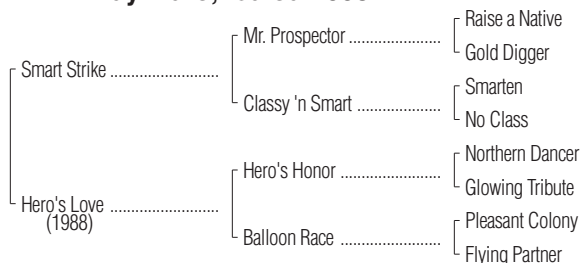 Raise a Native
Mr. Prospector ......................
Gold Digger
Smart Strike .............................
Smarten
Classy 'n Smart ......................
No Class
Northern Dancer
Hero's Honor ........................
Glowing Tribute
Hero's Love .............................
(1988)
Pleasant Colony
Balloon Race ........................
Flying Partner